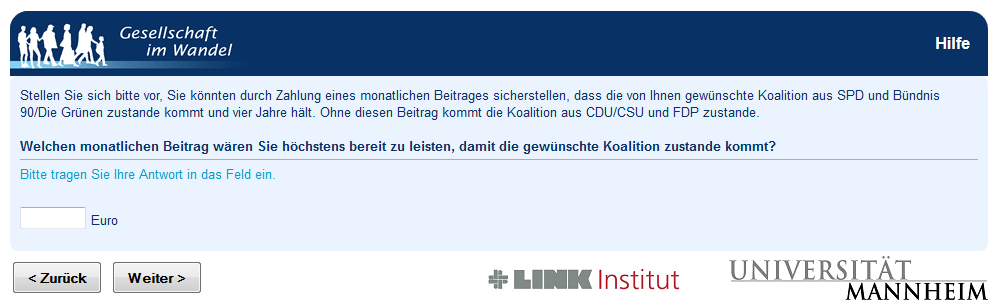 Gesellschaft
im Wandel
Hilfe
Stellen Sie sich bitte vor, Sie könnten durch Zahlung eines monatlichen Beitrages sicherstellen, dass die von Ihnen gewünschte Koalition aus SPD und Bündnis
90/Die Grünen zustande kommt und vier Jahre hält. Ohne diesen Beitrag kommt die Koalition aus CDU/CSU und FDP zustande.
Welchen monatlichen Beitrag wären Sie höchstens bereit zu leisten, damit die gewünschte Koalition zustande kommt?
Bitte tragen Sie Ihre Antwort in das Feld ein.
Euro
< Zurück Weiter >
LINK Institut
UNIVERSITÄT
MANNHEIM